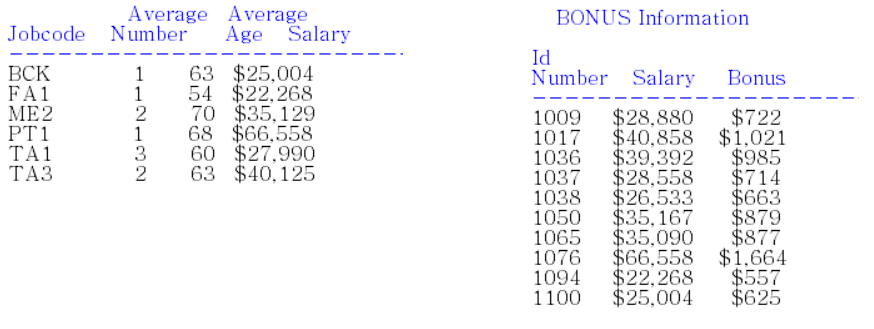 Average Average
Jobcode Number Age Salary
BCK 1 63 $25,004
FA1 1 54 $22,268
ME2 2 70 $35,129
PT1 1 68 $66,558
TA1 3 60 $27,990
TA3 2 63 $40,125
BONUS Information
Id
Number Salary Bonus
1009 $28,880 $722
1017 $40,858 $1,021
1036 $39,392 $985
1037 $28,558 $714
1038 $26,533 $663
1050 $35,167 $879
1065 $35,090 $877
1076 $66,558 $1,664
1094 $22,268 $557
1100 $25,004 $625